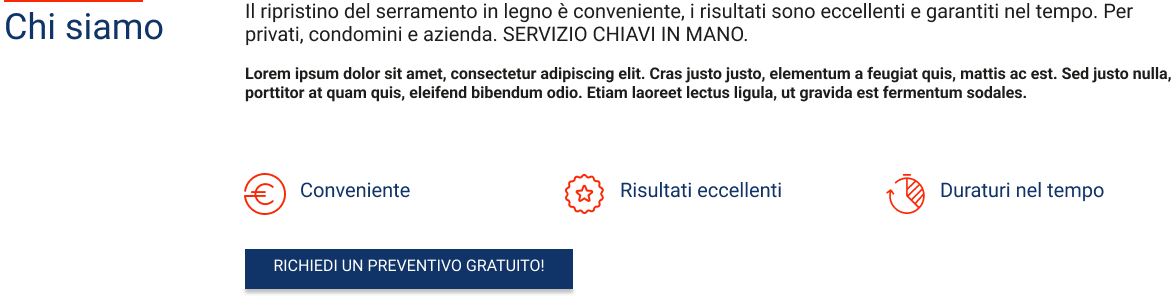 Chi siamo
Il ripristino del serramento in legno è conveniente, i risultati sono eccellenti e garantiti nel tempo. Per
privati, condomini e azienda. SERVIZIO CHIAVI IN MANO.
Lorem ipsum dolor sit amet, consectetur adipiscing elit. Cras justo justo, elementum a feugiat quis, mattis ac est. Sed justo nulla,
porttitor at quam quis, eleifend bibendum odio. Etiam laoreet lectus ligula, ut gravida est fermentum sodales.
Conveniente
Risultati eccellenti
Duraturi nel tempo
RICHIEDI UN PREVENTIVO GRATUITO!